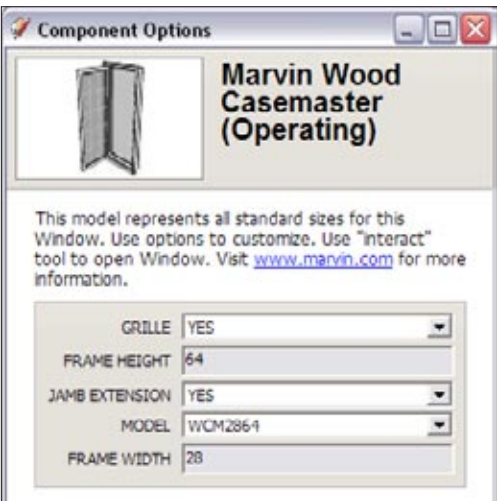 Component Options
Marvin Wood
Casemaster
(Operating)
This model represents all standard sizes for this
Window. Use options to customize. Use "interact"
tool to open Window. Visit www.marvin.com for more
information.
GRILLE YES
FRAME HEIGHT 64
JAMB EXTENSION YES
MODEL WCM2864
FRAME WIDTH 28